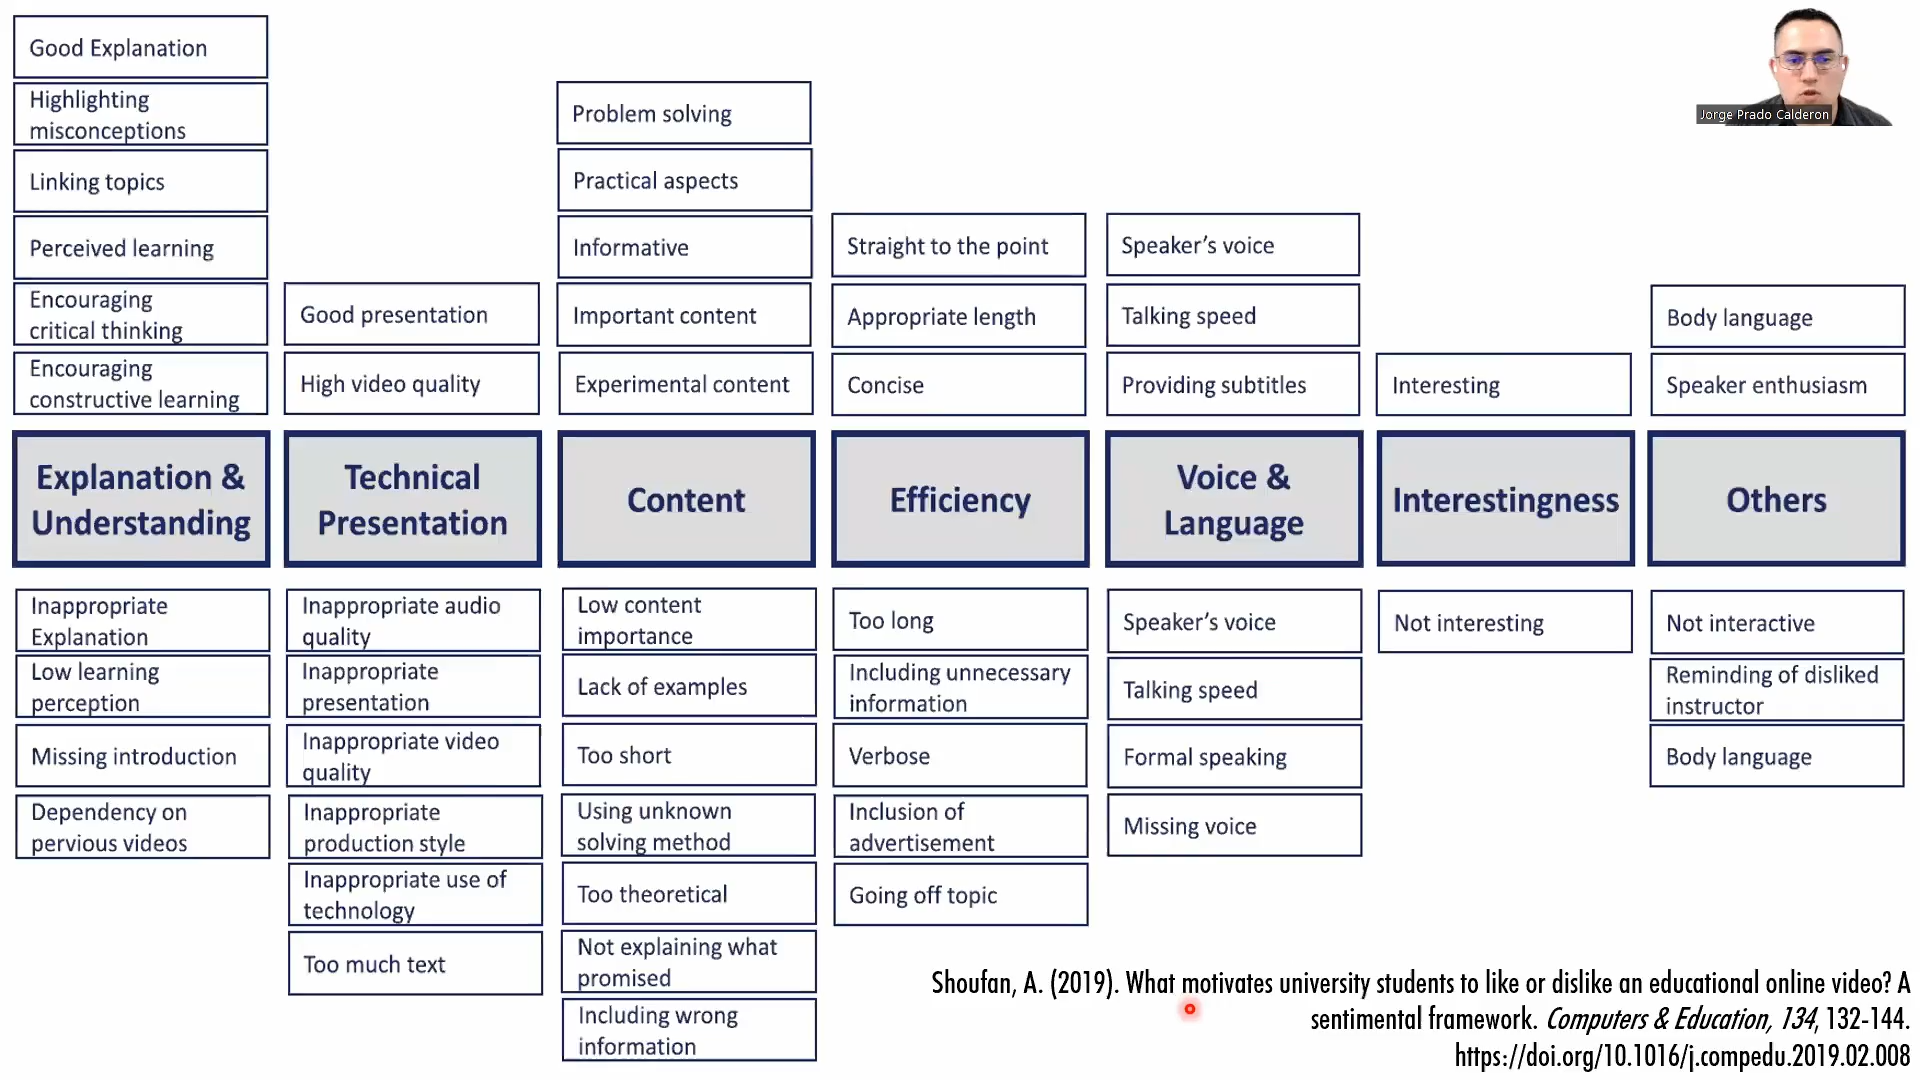 Good Explanation
Highlighting
misconceptions
Linking topics
Perceived learning
Encouraging
critical thinking
Encouraging
constructive learning
Good presentation
High video quality
Problem solving
Practical aspects
Informative
Important content
Experimental content
Straight to the point
Appropriate length
Concise
Speaker's voice
Talking speed
Providing subtitles
Interesting
Body language
Speaker enthusiasm
Jorge Prado Calderon
Explanation &
Understanding
Technical
Presentation
Content
Efficiency
Voice &
Language
Interestingness
Others
Inappropriate
Explanation
Low learning
perception
Missing introduction
Dependency on
pervious videos
Inappropriate audio
quality
Inappropriate
presentation
Inappropriate video
quality
Inappropriate
production style
Inappropriate use of
technology
Too much text
Low content
importance
Lack of examples
Too short
Using unknown
solving method
Too theoretical
Not explaining what
promised
Including wrong
information
Too long
Including unnecessary
information
Verbose
Inclusion of
advertisement
Going off topic
Speaker's voice
Talking speed
Formal speaking
Missing voice
Not interesting
Not interactive
Reminding of disliked
instructor
Body language
Shoufan, A. (2019). What motivates university students to like or dislike an educational online video? A
sentimental framework. Computers & Education, 134, 132-144.
https://doi.org/10.1016/j.compedu.2019.02.008